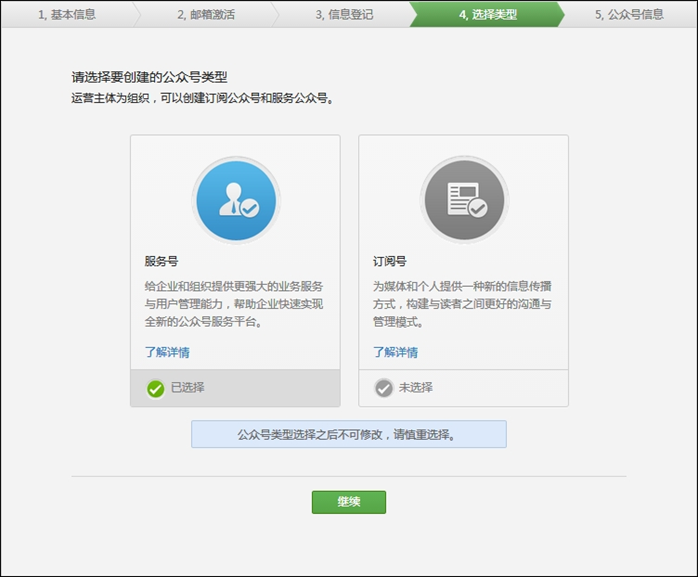 1, 基本信息
2, 邮箱激活
3, 信息登记
4, 选择类型
5, 公众号信息
请选择要创建的公众号类型
运营主体为组织，可以创建订阅公众号和服务公众号。
服务号
给企业和组织提供更强大的业务服务
与用户管理能力，帮助企业快速实现
全新的公众号服务平台。
了解详情
已选择
订阅号
为媒体和个人提供一种新的信息传播
方式，构建与读者之间更好的沟通与
管理模式。
了解详情
未选择
公众号类型选择之后不可修改，请慎重选择。
继续